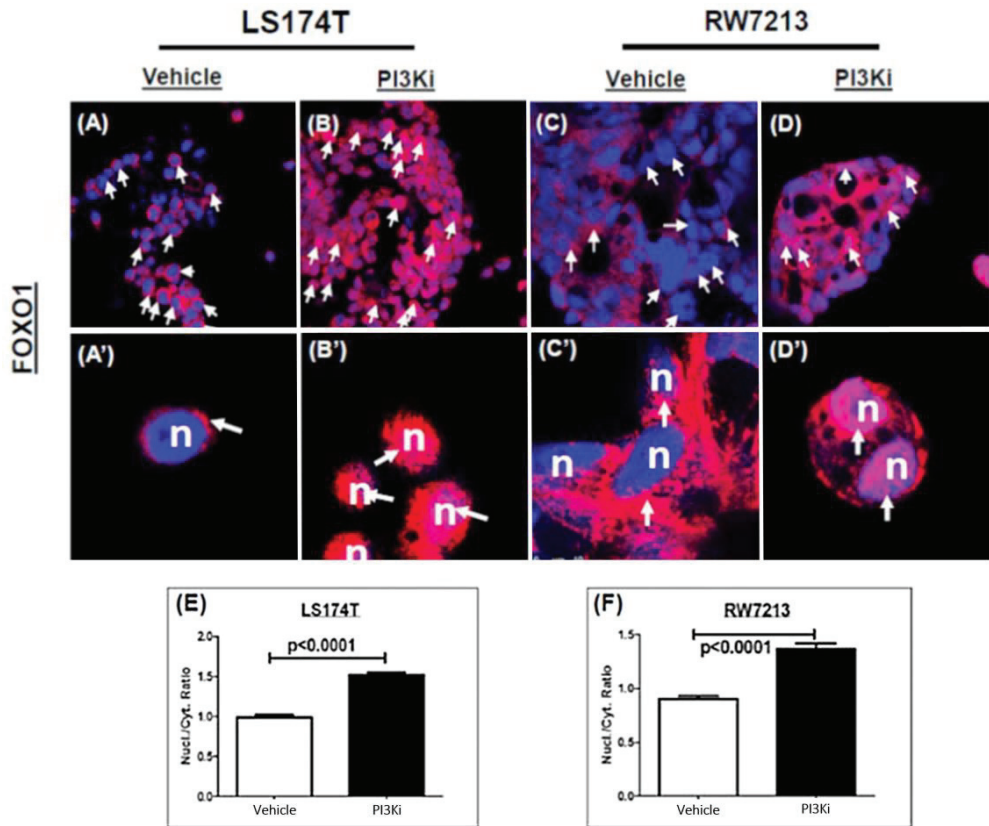 LS174T RW7213
Vehicle PI3Ki Vehicle PI3Ki
FOXO1
(A) (B) (C) (D)
(A') (B') (C') (D')
n n n n
n n n n
n n n
(E) LS174T
p<0.0001
Nucl./Cyt. Ratio
2.0
1.5
1.0
0.5
0.0
Vehicle PI3Ki
(F) RW7213
p<0.0001
Nucl./Cyt. Ratio
1.5
1.0
0.5
0.0
Vehicle PI3Ki